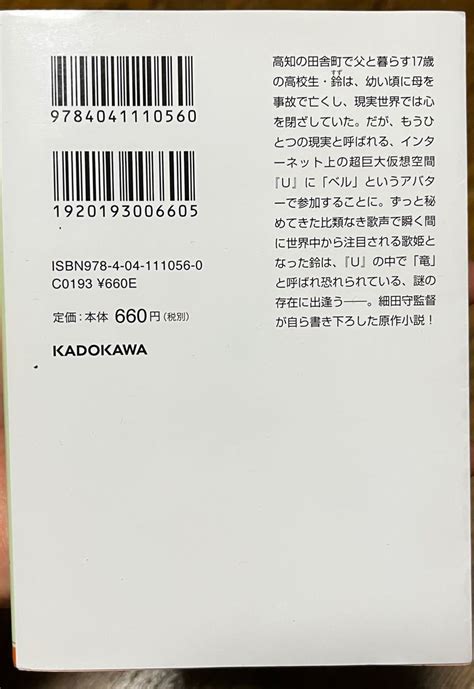 高知の田舎町で父と暮らす17歳
の高校生・鈴は、幼い頃に母を
すず
事故で亡くし、現実世界では心
を閉ざしていた。だが、もうひ
とつの現実と呼ばれる、インタ
ーネット上の超巨大仮想空間
『U』に「ベル」というアバタ
ーで参加することに。ずっと秘
めてきた比類なき歌声で瞬く間
に世界中から注目される歌姫と
なった鈴は、『U』の中で「竜」
と呼ばれ恐れられている、謎の
存在に出逢う――。細田守監督
が自ら書き下ろした原作小説！
9784041110560
1920193006605
ISBN978-4-04-111056-0
C0193 ¥660E
定価：本体 660円（税別）
KADOKAWA